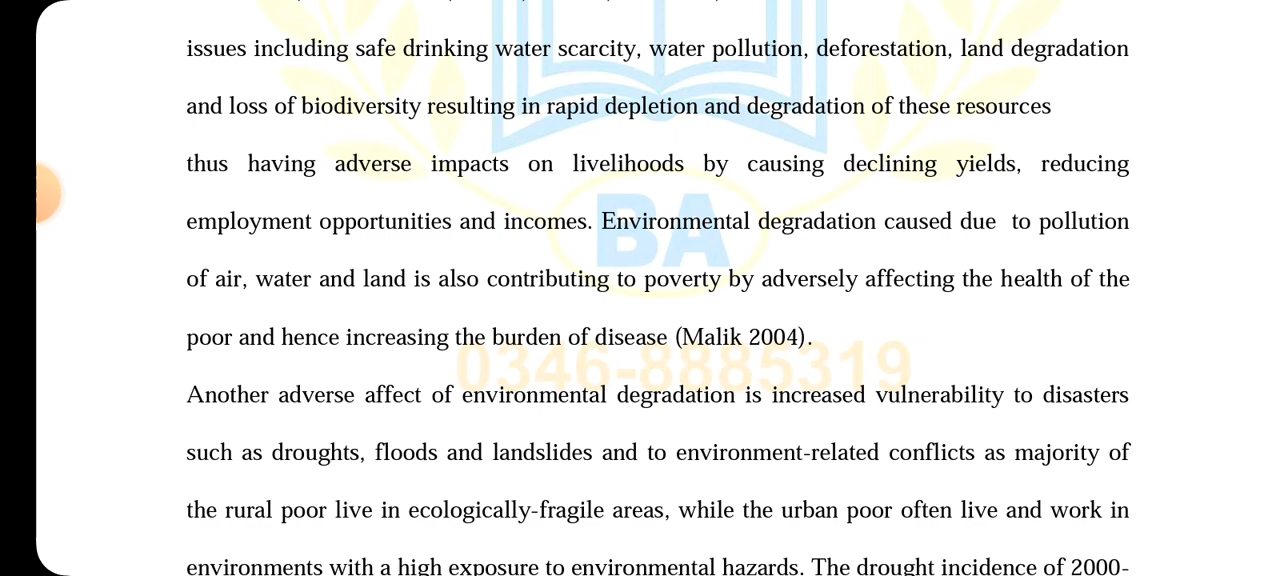 issues including safe drinking water scarcity, water pollution, deforestation, land degradation
and loss of biodiversity resulting in rapid depletion and degradation of these resources
thus having adverse impacts on livelihoods by causing declining yields, reducing
employment opportunities and incomes. Environmental degradation caused due  to pollution
BA
of air, water and land is also contributing to poverty by adversely affecting the health of the
poor and hence increasing the burden of disease (Malik 2004).
0346-8885319
Another adverse affect of environmental degradation is increased vulnerability to disasters
such as droughts, floods and landslides and to environment-related conflicts as majority of
the rural poor live in ecologically-fragile areas, while the urban poor often live and work in
environments with a high exposure to environmental hazards. The drought incidence of 2000-